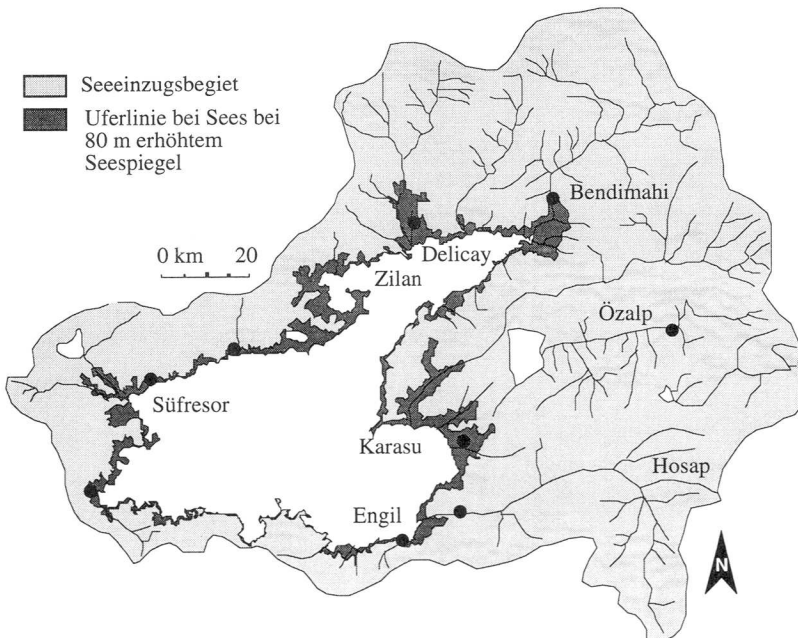 Seeeinzugsbegiet
Uferlinie bei Sees bei
80 m erhöhtem
Seespiegel
Bendimahi
0 km 20
Delicay
Zilan
Özalp
Süfresor
Karasu
Hosap
Engil
N